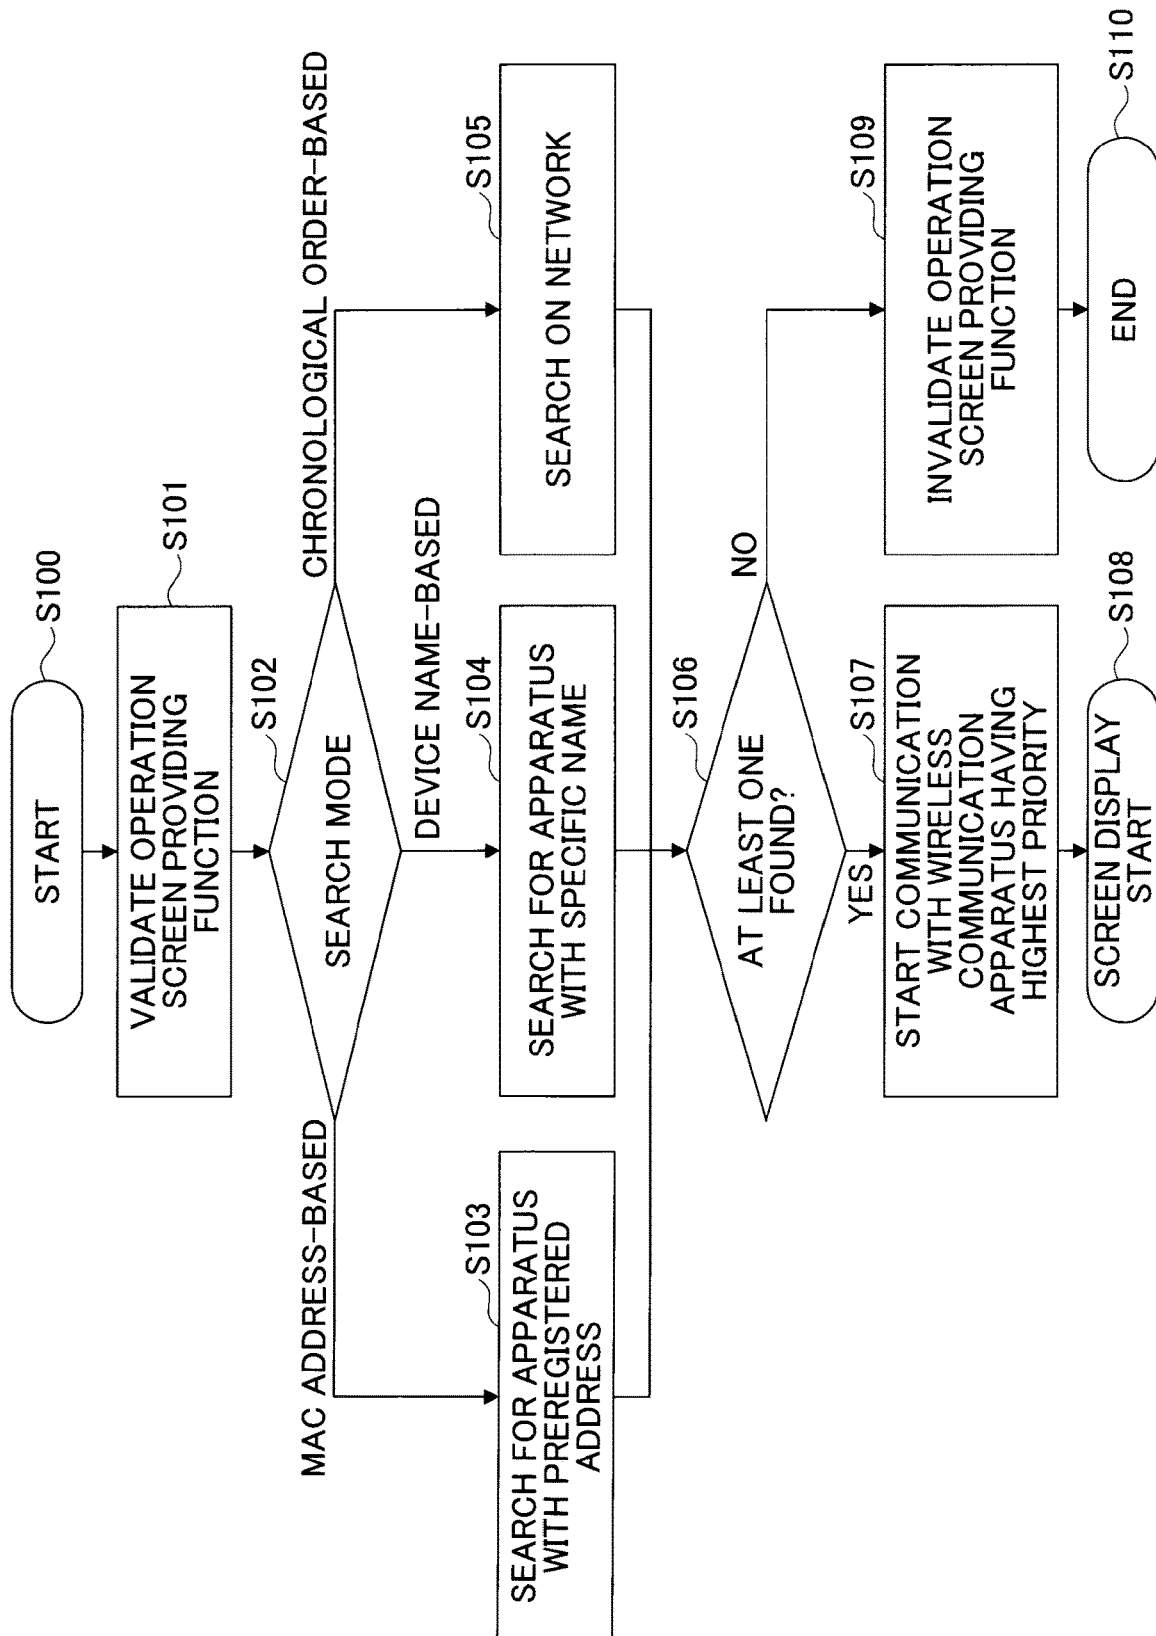 START
S100
VALIDATE OPERATION
SCREEN PROVIDING
FUNCTION
S101
SEARCH MODE
S102
MAC ADDRESS-BASED
DEVICE NAME-BASED
CHRONOLOGICAL ORDER-BASED
SEARCH FOR APPARATUS
WITH PREREGISTERED
ADDRESS
S103
SEARCH FOR APPARATUS
WITH SPECIFIC NAME
S104
SEARCH ON NETWORK
S105
AT LEAST ONE
FOUND?
S106
YES
NO
START COMMUNICATION
WITH WIRELESS
COMMUNICATION
APPARATUS HAVING
HIGHEST PRIORITY
S107
INVALIDATE OPERATION
SCREEN PROVIDING
FUNCTION
S109
SCREEN DISPLAY
START
S108
END
S110